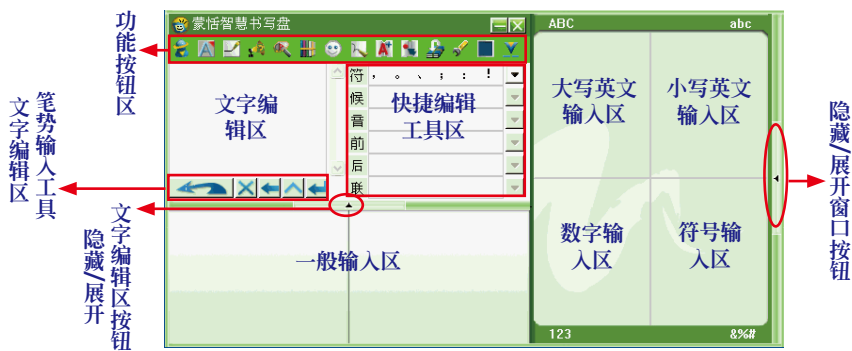 功能按钮区
蒙恬智慧书写盘
ABC
abc
笔势输入工具
文字编辑区
文字编
辑区
符 , 。 、 ; : !
候
音
前
后
联
快捷编辑
工具区
大写英文
输入区
小写英文
输入区
隐藏/展开窗口按钮
文字编辑区按钮
隐藏/展开
一般输入区
数字输
入区
符号输
入区
123
&%#